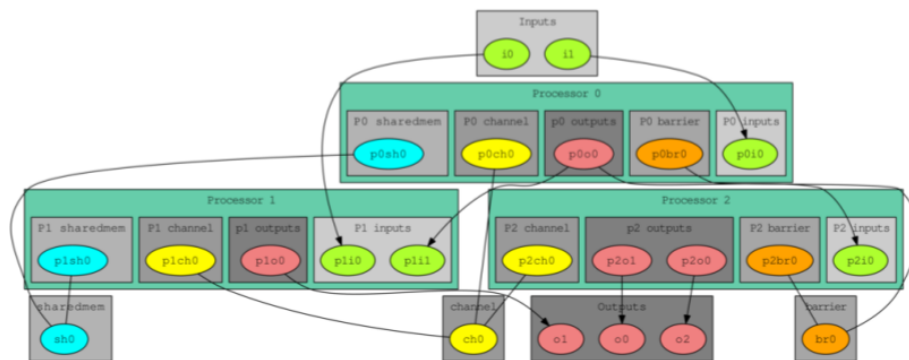 Inputs
i0 i1
Processor 0
P0 sharedmem P0 channel p0 outputs P0 barrier P0 inputs
p0sh0 p0ch0 p0o0 p0br0 p0i0
Processor 1 Processor 2
P1 sharedmem P1 channel p1 outputs P1 inputs P2 channel p2 outputs P2 barrier P2 inputs
p1sh0 p1ch0 p1o0 p1i0 p1i1 p2ch0 p2o1 p2o0 p2br0 p2i0
sharedmem channel Outputs barrier
sh0 ch0 o1 o0 o2 br0